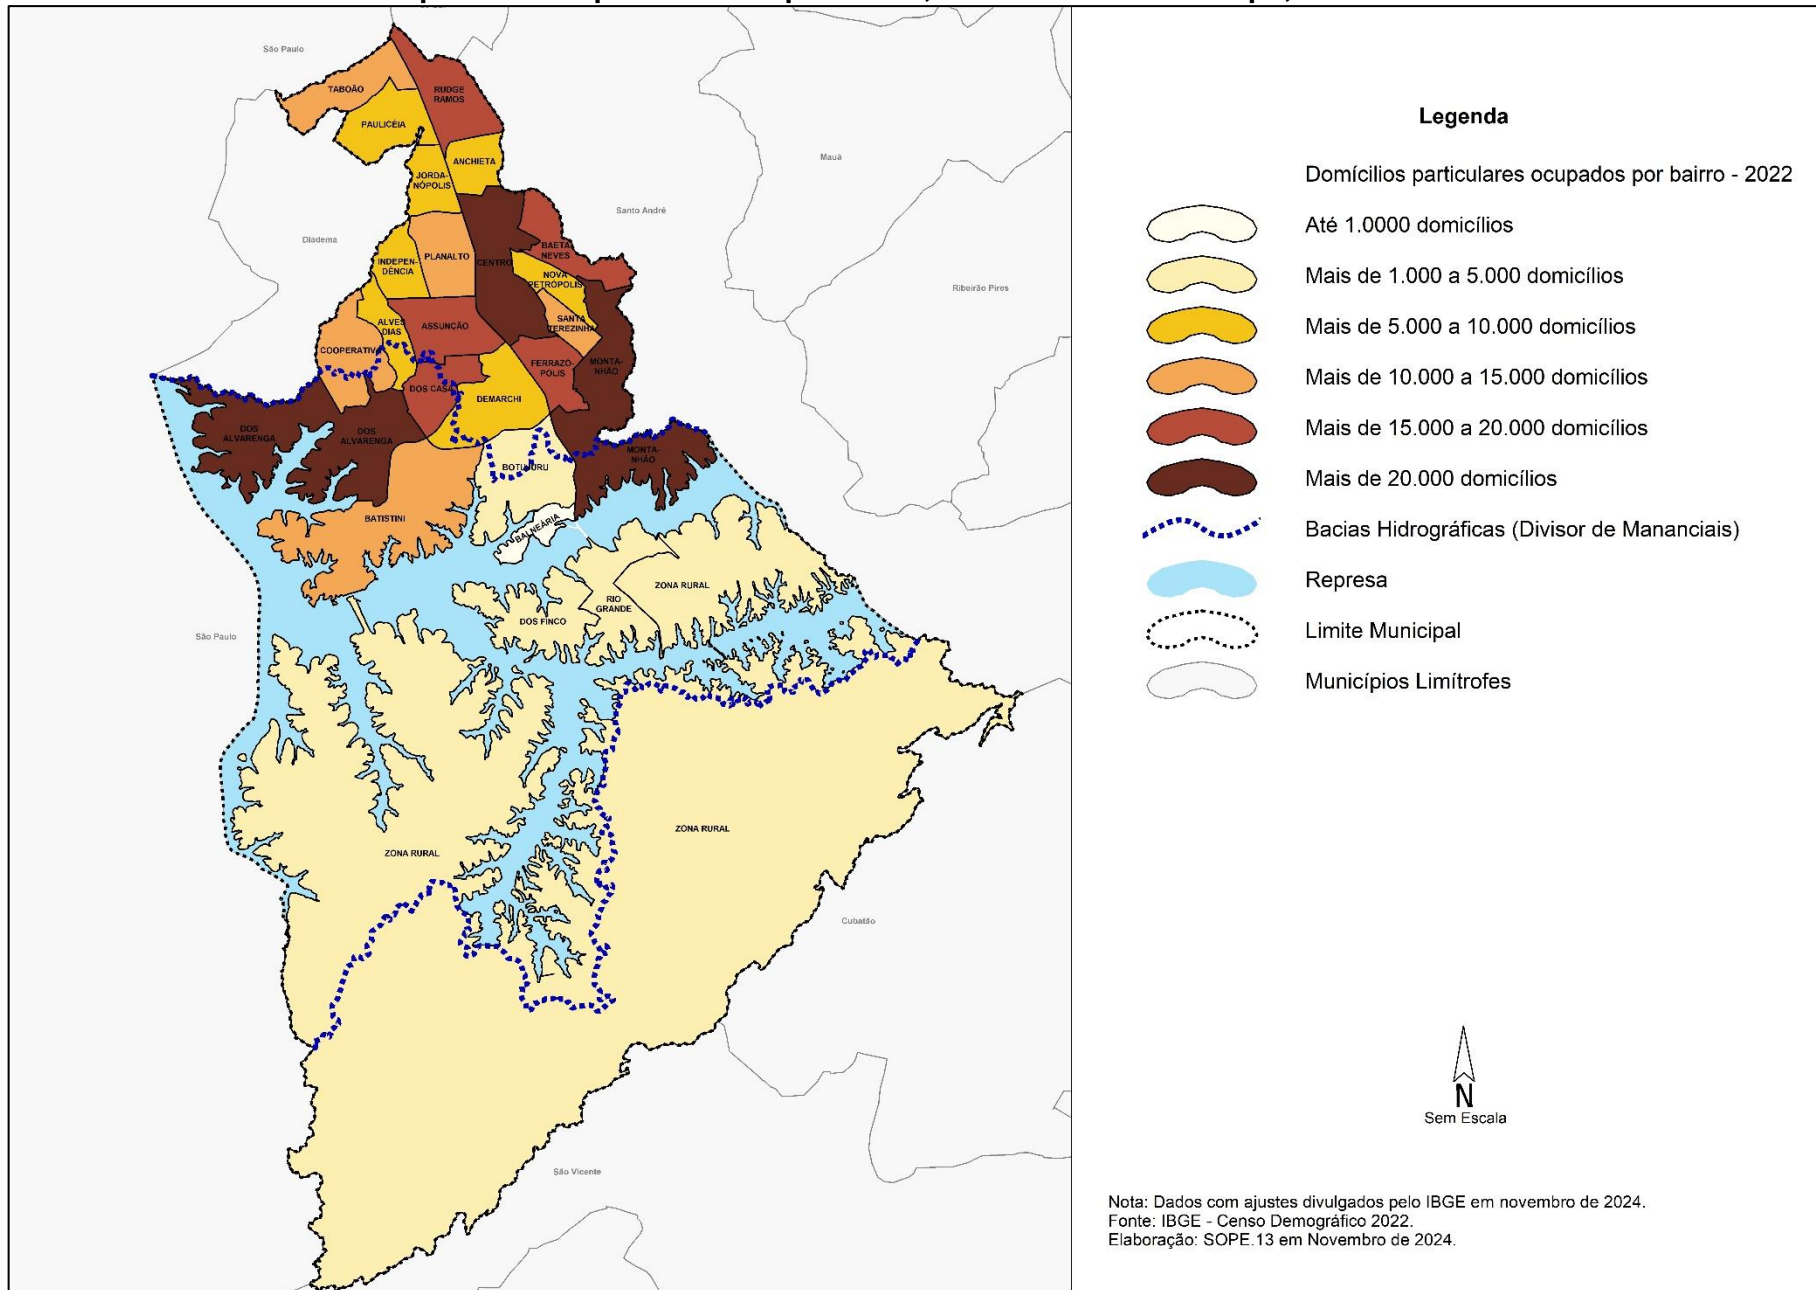 São Paulo
TABOÃO
RUDGE
RAMOS
PAULICÉIA
ANCHIETA
JORDA-
NÓPOLIS
Mauá
Santo André
Diadema
INDEPEN-
DÊNCIA
PLANALTO
CENTRO
BAETA
NEVES
NOVA
PETRÓPOLIS
Ribeirão Pires
ALVES
DIAS
ASSUNÇÃO
SANTA
TEREZINHA
COOPERATIVA
DOS CASA
FERRAZÓ-
POLIS
MONTA-
NHÃO
DEMARCHI
DOS
ALVARENGA
DOS
ALVARENGA
BOTUJURU
MONTA-
NHÃO
BATISTINI
BALNEÁRIA
ZONA RURAL
RIO
GRANDE
DOS FINCO
São Paulo
ZONA RURAL
ZONA RURAL
Cubatão
São Vicente
Legenda
Domícilios particulares ocupados por bairro - 2022
Até 1.0000 domicílios
Mais de 1.000 a 5.000 domicílios
Mais de 5.000 a 10.000 domicílios
Mais de 10.000 a 15.000 domicílios
Mais de 15.000 a 20.000 domicílios
Mais de 20.000 domicílios
Bacias Hidrográficas (Divisor de Mananciais)
Represa
Limite Municipal
Municípios Limítrofes
N
Sem Escala
Nota: Dados com ajustes divulgados pelo IBGE em novembro de 2024.
Fonte: IBGE - Censo Demográfico 2022.
Elaboração: SOPE.13 em Novembro de 2024.